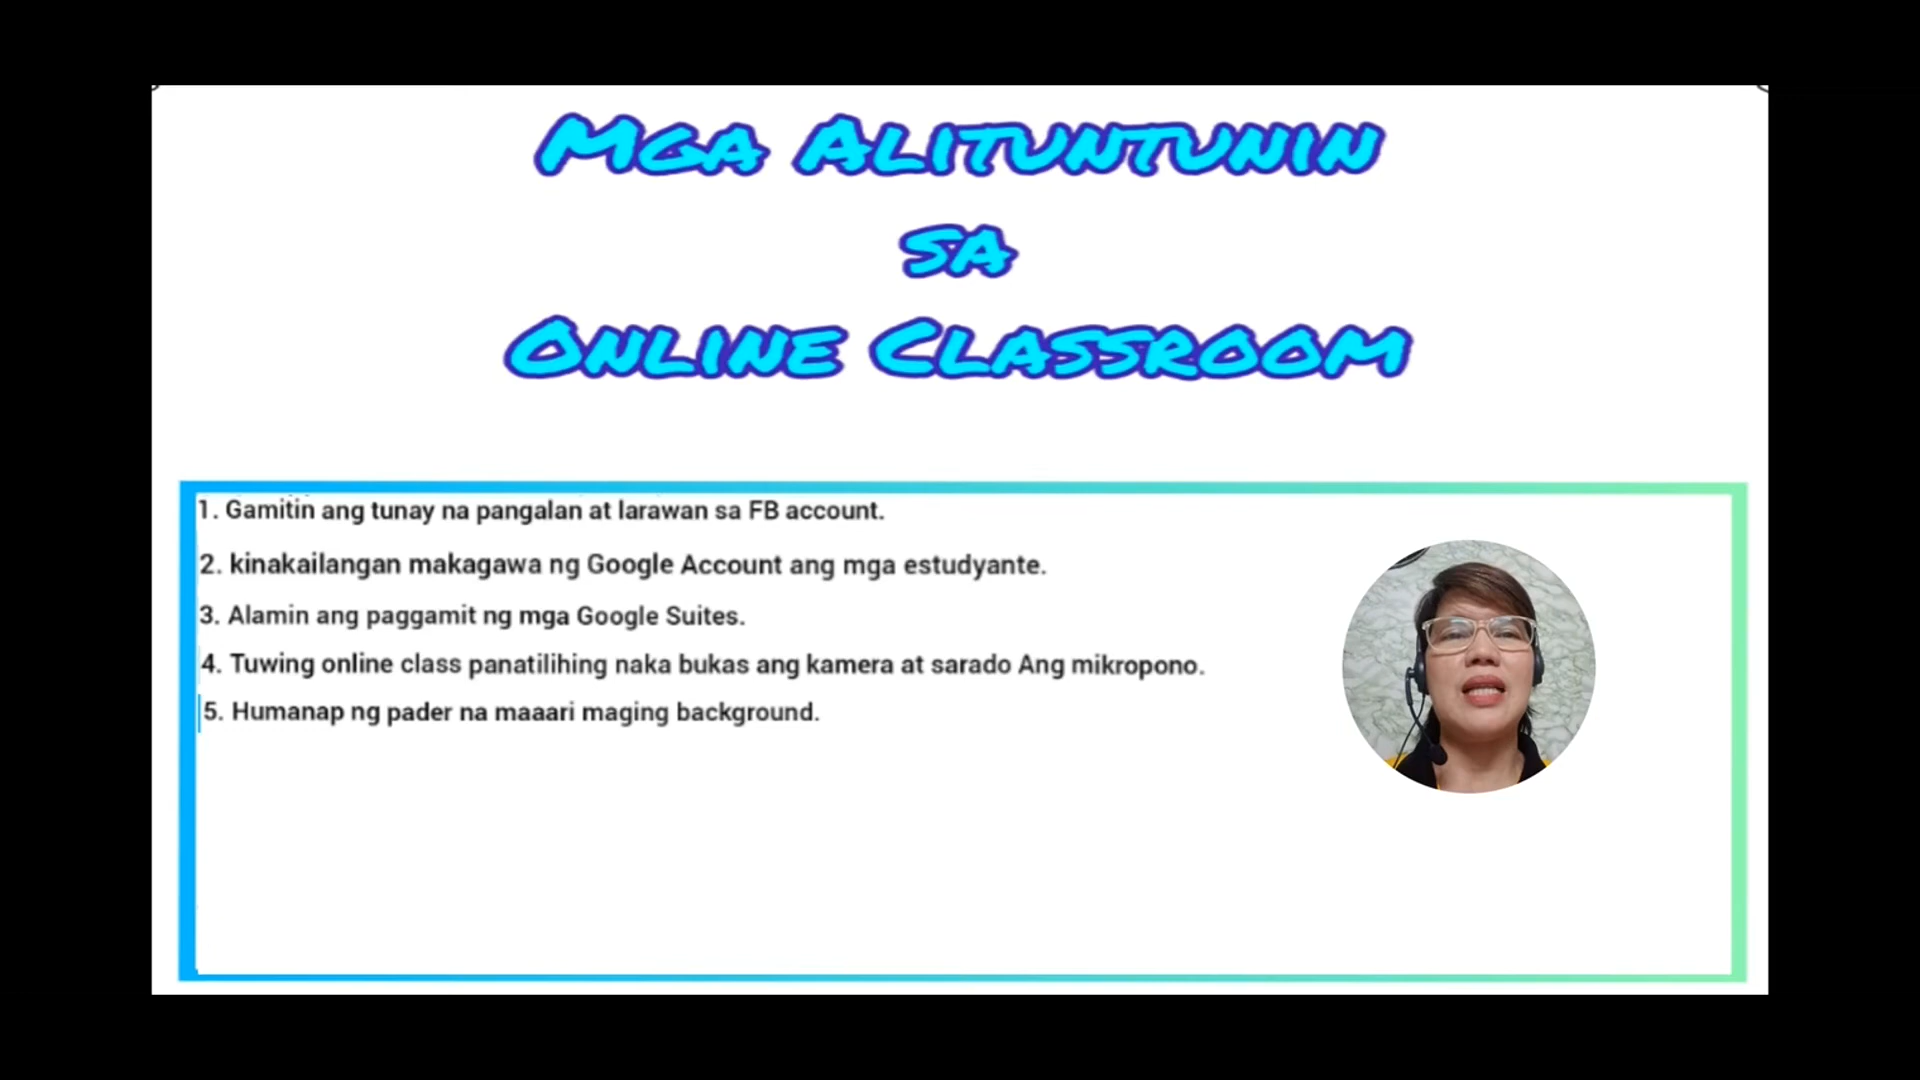 Mga Alituntunin
sa
Online Classroom
1. Gamitin ang tunay na pangalan at larawan sa FB account.
2. kinakailangan makagawa ng Google Account ang mga estudyante.
3. Alamin ang paggamit ng mga Google Suites.
4. Tuwing online class panatilihing naka bukas ang kamera at sarado Ang mikropono.
5. Humanap ng pader na maaari maging background.